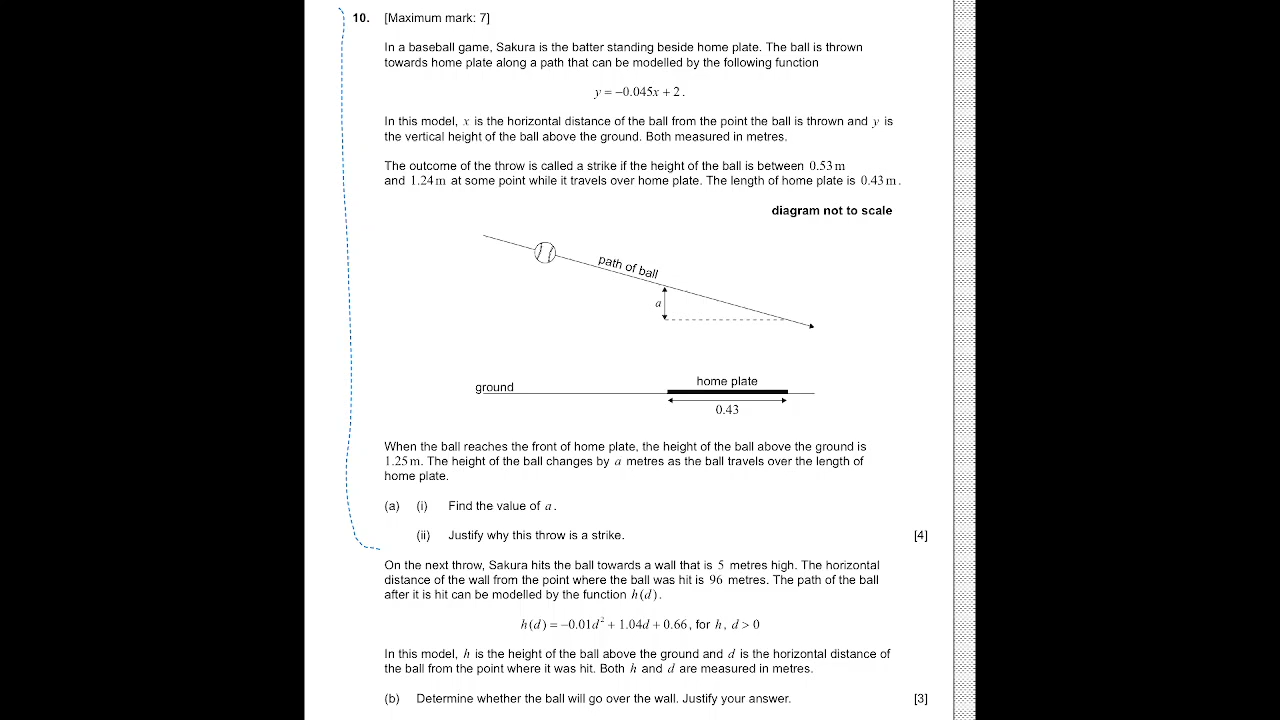 10. [Maximum mark: 7]
In a baseball game, Sakura is the batter standing beside home plate. The ball is thrown
towards home plate along a path that can be modelled by the following function
y = −0.045x + 2 .
In this model, x is the horizontal distance of the ball from the point the ball is thrown and y is
the vertical height of the ball above the ground. Both measured in metres.
The outcome of the throw is called a strike if the height of the ball is between 0.53 m
and 1.24 m at some point while it travels over home plate. The length of home plate is 0.43 m .
diagram not to scale
path of ball
a
home plate
ground
0.43
When the ball reaches the front of home plate, the height of the ball above the ground is
1.25 m. The height of the ball changes by a metres as the ball travels over the length of
home plate.
(a) (i) Find the value of a.
(ii) Justify why this throw is a strike. [4]
On the next throw, Sakura hits the ball towards a wall that is 5 metres high. The horizontal
distance of the wall from the point where the ball was hit is 96 metres. The path of the ball
after it is hit can be modelled by the function h(d) .
h(d) = −0.01d² + 1.04d + 0.66, for h , d > 0
In this model, h is the height of the ball above the ground and d is the horizontal distance of
the ball from the point where it was hit. Both h and d are measured in metres.
(b) Determine whether the ball will go over the wall. Justify your answer. [3]